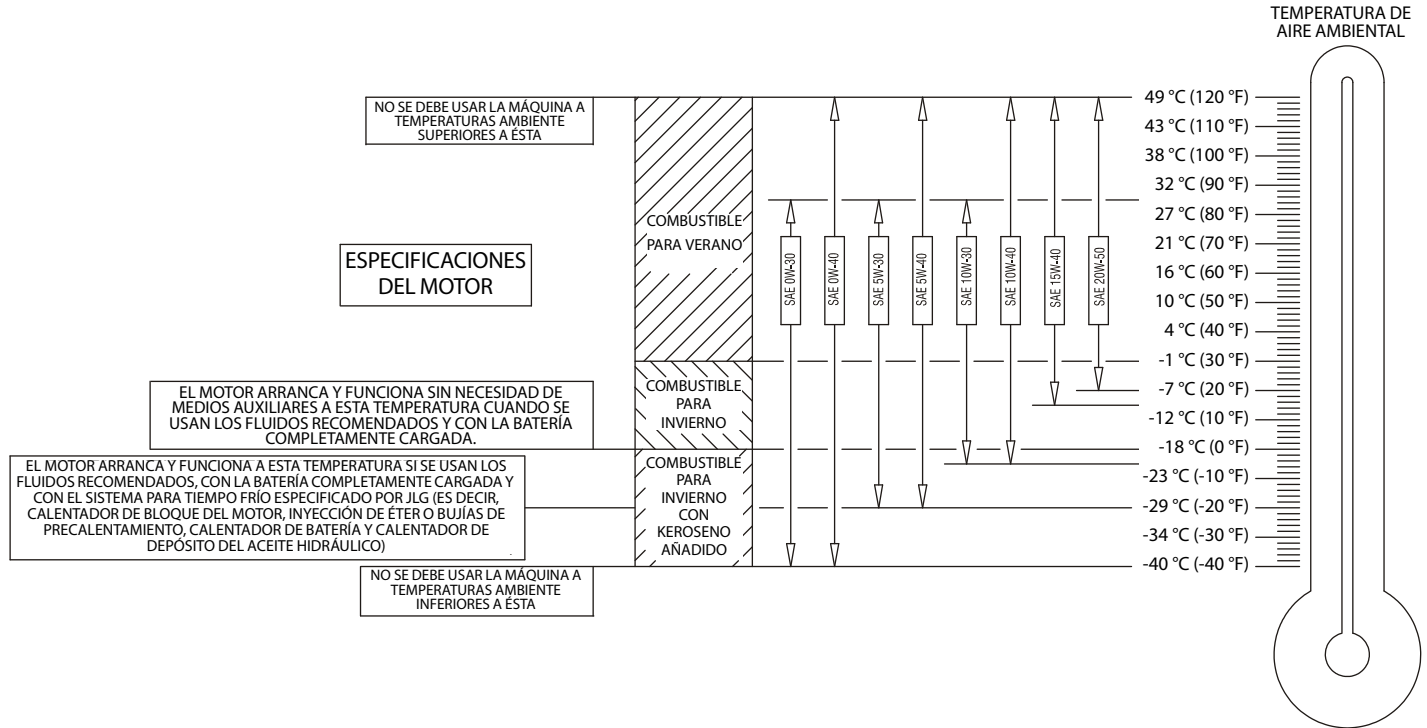 TEMPERATURA DE
AIRE AMBIENTAL
NO SE DEBE USAR LA MÁQUINA A
TEMPERATURAS AMBIENTE
SUPERIORES A ÉSTA
49 °C (120 °F)
43 °C (110 °F)
38 °C (100 °F)
32 °C (90 °F)
27 °C (80 °F)
21 °C (70 °F)
16 °C (60 °F)
10 °C (50 °F)
4 °C (40 °F)
-1 °C (30 °F)
-7 °C (20 °F)
-12 °C (10 °F)
-18 °C (0 °F)
-23 °C (-10 °F)
-29 °C (-20 °F)
-34 °C (-30 °F)
-40 °C (-40 °F)
COMBUSTIBLE
PARA VERANO
SAE 0W-30
SAE 0W-40
SAE 5W-30
SAE 5W-40
SAE 10W-30
SAE 10W-40
SAE 15W-40
SAE 20W-50
ESPECIFICACIONES
DEL MOTOR
EL MOTOR ARRANCA Y FUNCIONA SIN NECESIDAD DE
MEDIOS AUXILIARES A ESTA TEMPERATURA CUANDO SE
USAN LOS FLUIDOS RECOMENDADOS Y CON LA BATERÍA
COMPLETAMENTE CARGADA.
COMBUSTIBLE
PARA
INVIERNO
EL MOTOR ARRANCA Y FUNCIONA A ESTA TEMPERATURA SI SE USAN LOS
FLUIDOS RECOMENDADOS, CON LA BATERÍA COMPLETAMENTE CARGADA Y
CON EL SISTEMA PARA TIEMPO FRÍO ESPECIFICADO POR JLG (ES DECIR,
CALENTADOR DE BLOQUE DEL MOTOR, INYECCIÓN DE ÉTER O BUJÍAS DE
PRECALENTAMIENTO, CALENTADOR DE BATERÍA Y CALENTADOR DE
DEPÓSITO DEL ACEITE HIDRÁULICO)
COMBUSTIBLE
PARA
INVIERNO
CON
KEROSENO
AÑADIDO
NO SE DEBE USAR LA MÁQUINA A
TEMPERATURAS AMBIENTE
INFERIORES A ÉSTA